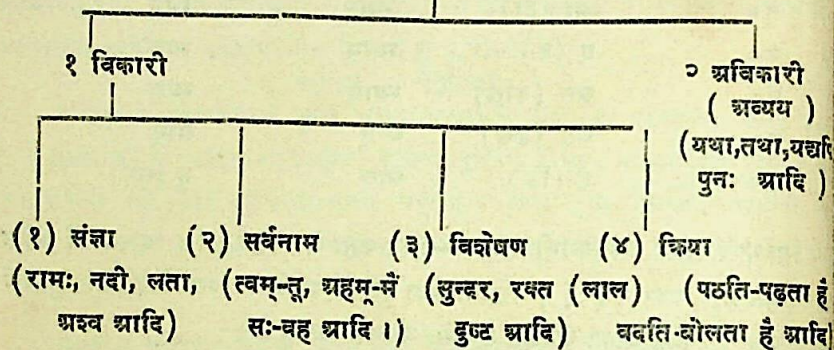 १ विकारी
२ अविकारी
( अव्यय )
(यथा,तथा,यद्यपि
पुनः आदि )
(१) संज्ञा (२) सर्वनाम (३) विशेषण (४) क्रिया
(रामः, नदी, लता, (त्वम्-तू, अहम्-मैं (सुन्दर, रक्त (लाल) (पठति-पढ़ता है
अश्व आदि) सः-वह आदि ।) दुष्ट आदि) वदति-बोलता है आदि